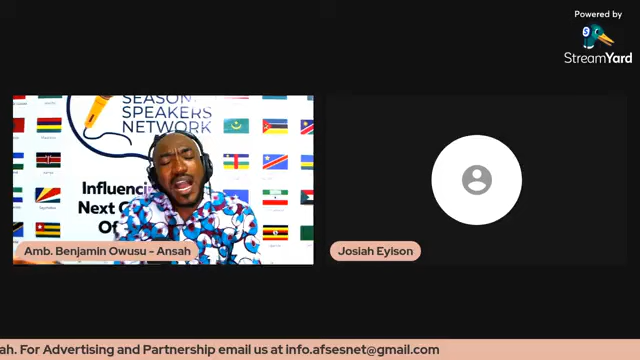 Powered by
StreamYard
SEASON
SPEAKERS
NETWORK
Influencin
Next G
Of
Amb. Benjamin Owusu - Ansah
Josiah Eyison
ah. For Advertising and Partnership email us at info.afsesnet@gmail.com